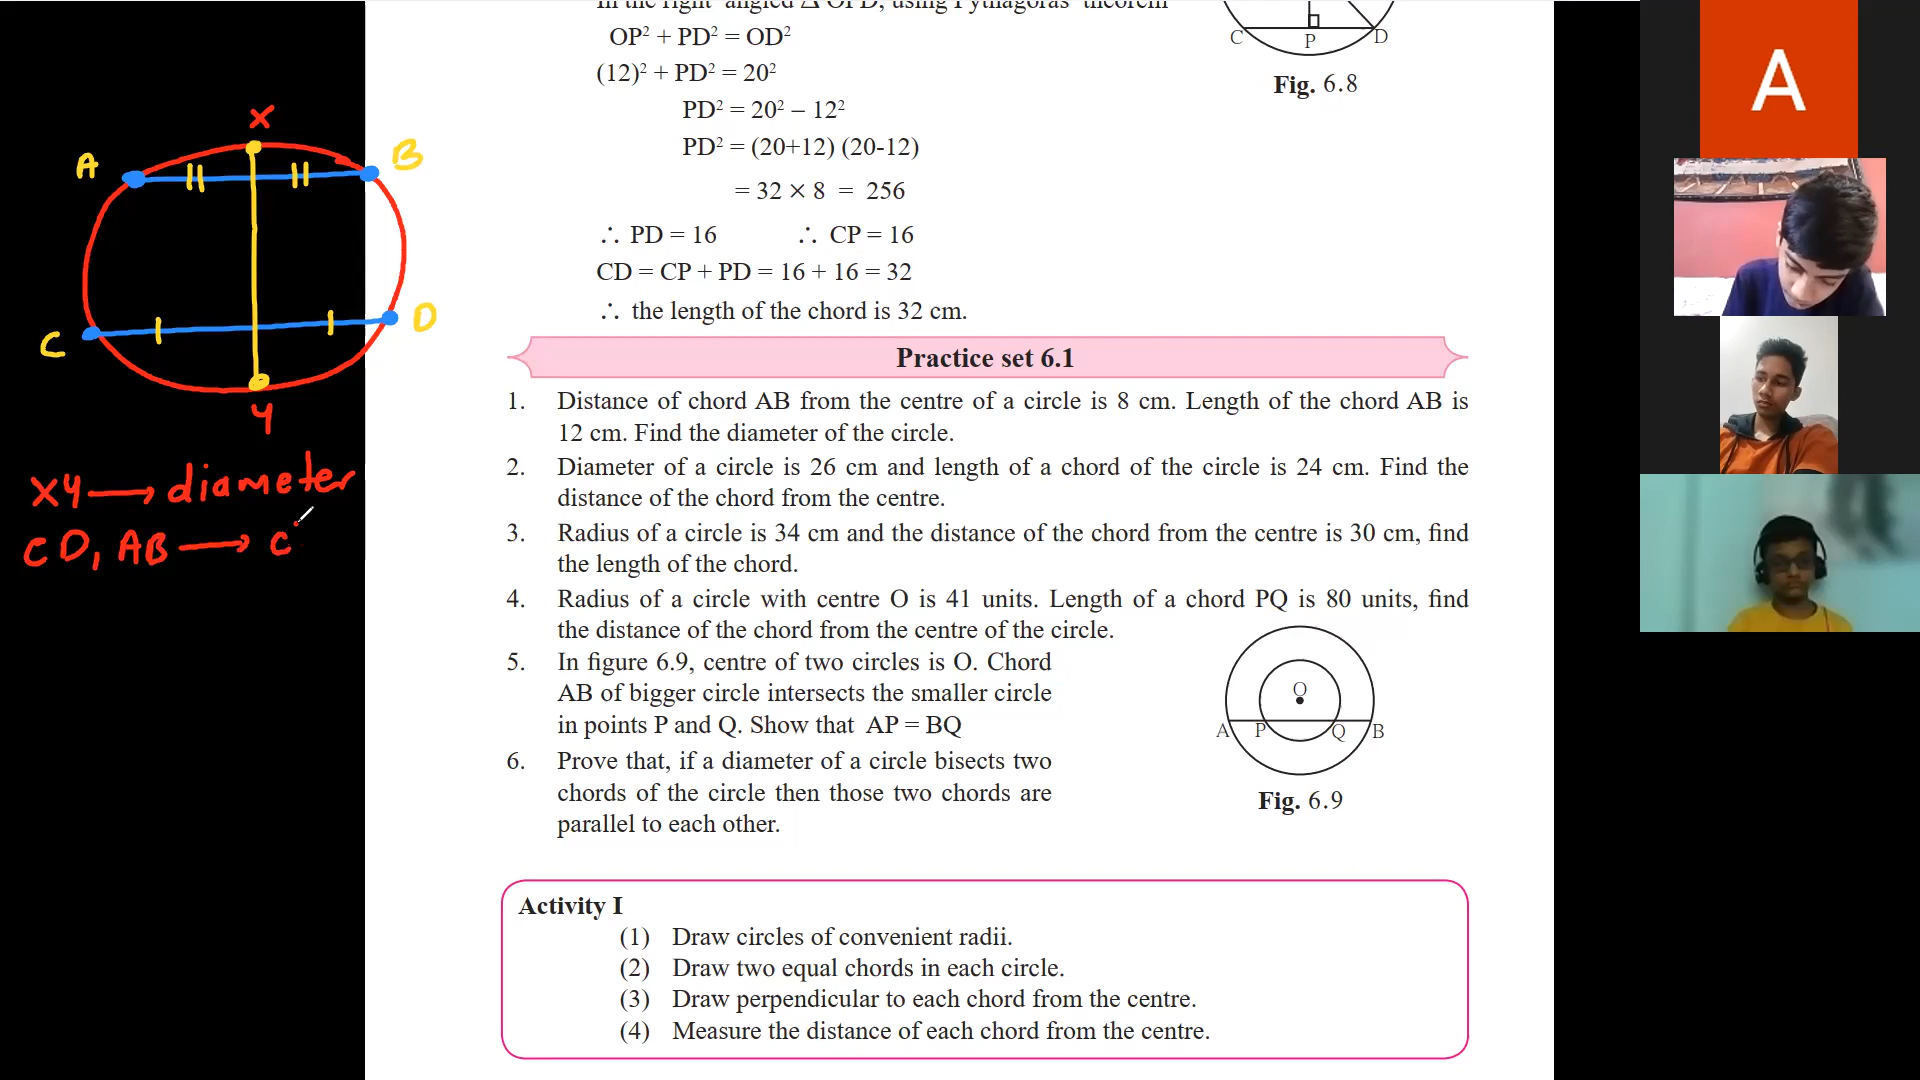 In the right angled △ OPD, using Pythagoras' theorem
OP² + PD² = OD²
(12)² + PD² = 20²
PD² = 20² − 12²
PD² = (20+12) (20-12)
= 32 × 8 = 256
∴ PD = 16 ∴ CP = 16
CD = CP + PD = 16 + 16 = 32
∴ the length of the chord is 32 cm.
C P D
Fig. 6.8
A
X
A B
C D
Y
XY → diameter
CD, AB → c
Practice set 6.1
1. Distance of chord AB from the centre of a circle is 8 cm. Length of the chord AB is
12 cm. Find the diameter of the circle.
2. Diameter of a circle is 26 cm and length of a chord of the circle is 24 cm. Find the
distance of the chord from the centre.
3. Radius of a circle is 34 cm and the distance of the chord from the centre is 30 cm, find
the length of the chord.
4. Radius of a circle with centre O is 41 units. Length of a chord PQ is 80 units, find
the distance of the chord from the centre of the circle.
5. In figure 6.9, centre of two circles is O. Chord
AB of bigger circle intersects the smaller circle
in points P and Q. Show that AP = BQ
6. Prove that, if a diameter of a circle bisects two
chords of the circle then those two chords are
parallel to each other.
O
A P Q B
Fig. 6.9
Activity I
(1) Draw circles of convenient radii.
(2) Draw two equal chords in each circle.
(3) Draw perpendicular to each chord from the centre.
(4) Measure the distance of each chord from the centre.